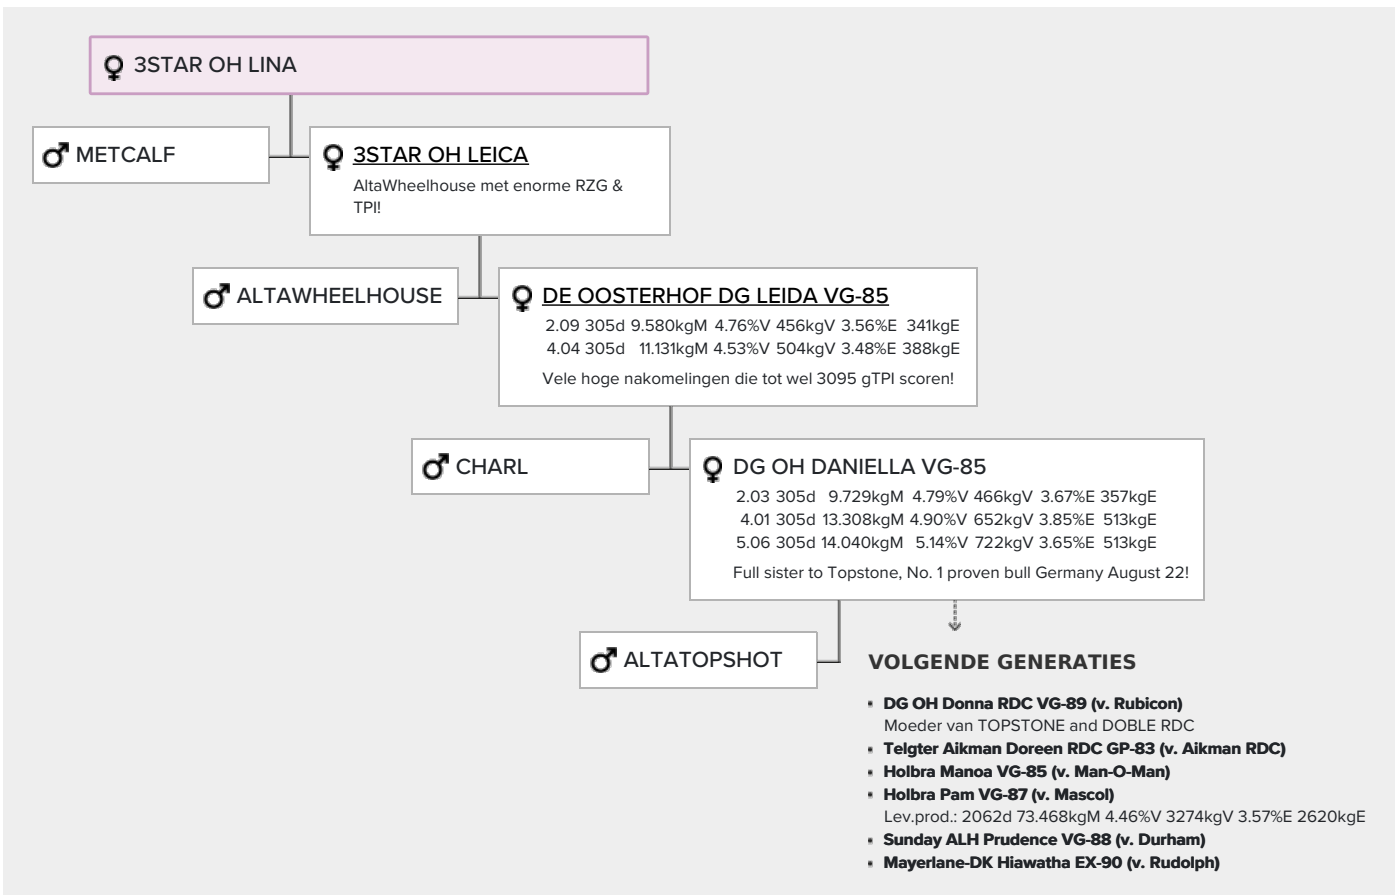 3STAR OH LINA
METCALF
3STAR OH LEICA
AltaWheelhouse met enorme RZG &
TPI!
ALTAWHEELHOUSE
DE OOSTERHOF DG LEIDA VG-85
2.09 305d 9.580kgM 4.76%V 456kgV 3.56%E 341kgE
4.04 305d 11.131kgM 4.53%V 504kgV 3.48%E 388kgE
Vele hoge nakomelingen die tot wel 3095 gTPI scoren!
CHARL
DG OH DANIELLA VG-85
2.03 305d 9.729kgM 4.79%V 466kgV 3.67%E 357kgE
4.01 305d 13.308kgM 4.90%V 652kgV 3.85%E 513kgE
5.06 305d 14.040kgM 5.14%V 722kgV 3.65%E 513kgE
Full sister to Topstone, No. 1 proven bull Germany August 22!
ALTATOPSHOT
VOLGENDE GENERATIES
▪ DG OH Donna RDC VG-89 (v. Rubicon)
Moeder van TOPSTONE and DOBLE RDC
▪ Telgter Aikman Doreen RDC GP-83 (v. Aikman RDC)
▪ Holbra Manoa VG-85 (v. Man-O-Man)
▪ Holbra Pam VG-87 (v. Mascol)
Lev.prod.: 2062d 73.468kgM 4.46%V 3274kgV 3.57%E 2620kgE
▪ Sunday ALH Prudence VG-88 (v. Durham)
▪ Mayerlane-DK Hiawatha EX-90 (v. Rudolph)